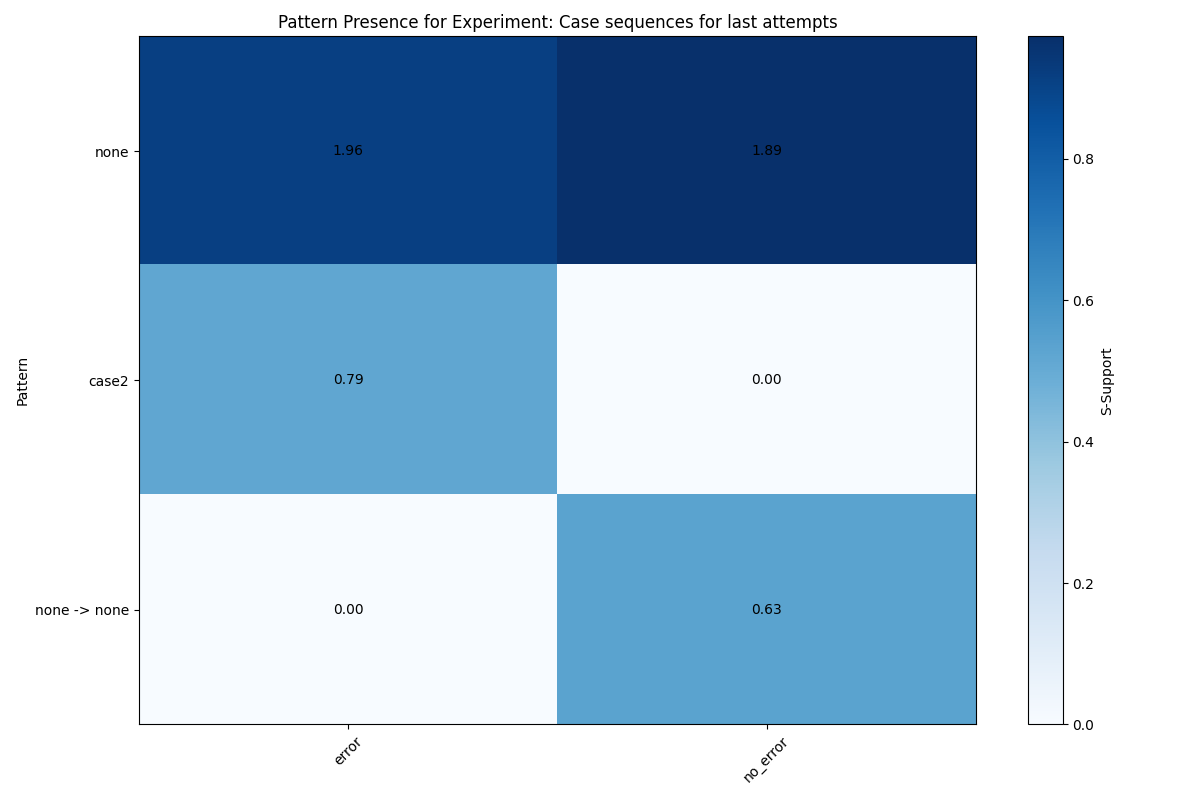 Pattern Presence for Experiment: Case sequences for last attempts
none
1.96
1.89
case2
0.79
0.00
none -> none
0.00
0.63
Pattern
error
no_error
0.8
0.6
0.4
0.2
0.0
S-Support